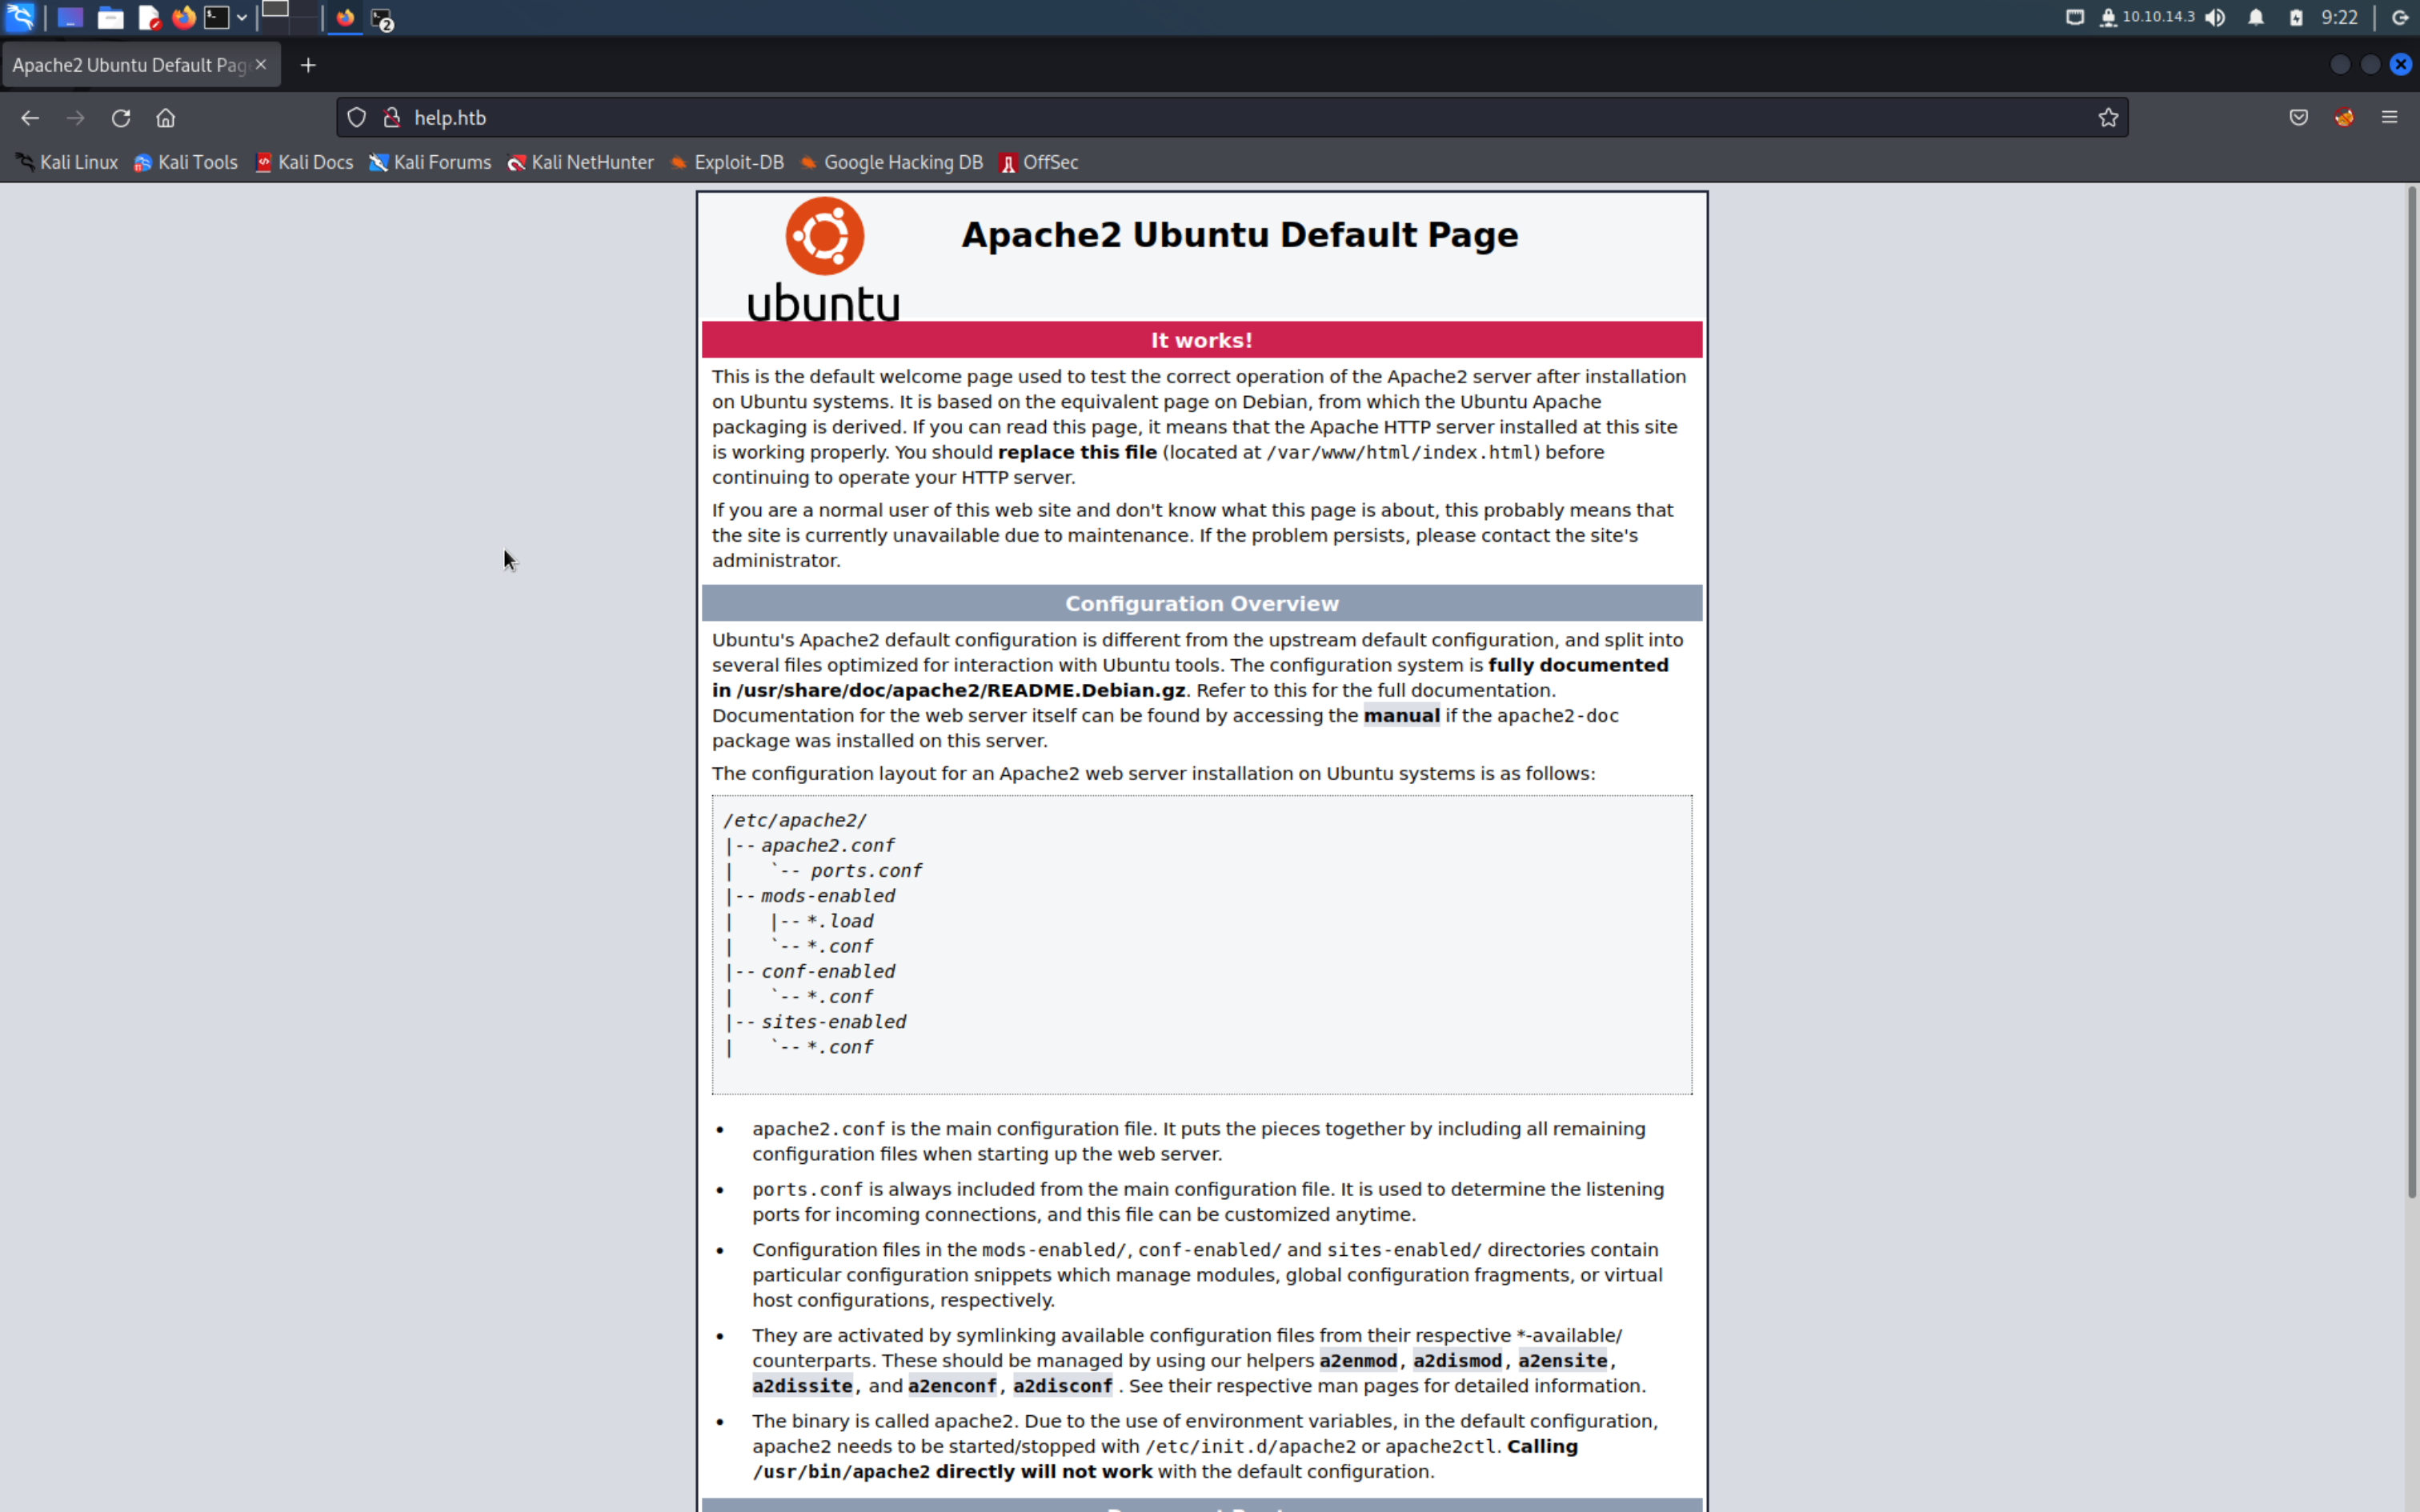 10.10.14.3
9:22
2
Apache2 Ubuntu Default Pag
help.htb
Kali Linux Kali Tools Kali Docs Kali Forums Kali NetHunter Exploit-DB Google Hacking DB OffSec
ubuntu
Apache2 Ubuntu Default Page
It works!
This is the default welcome page used to test the correct operation of the Apache2 server after installation
on Ubuntu systems. It is based on the equivalent page on Debian, from which the Ubuntu Apache
packaging is derived. If you can read this page, it means that the Apache HTTP server installed at this site
is working properly. You should replace this file (located at /var/www/html/index.html) before
continuing to operate your HTTP server.
If you are a normal user of this web site and don't know what this page is about, this probably means that
the site is currently unavailable due to maintenance. If the problem persists, please contact the site's
administrator.
Configuration Overview
Ubuntu's Apache2 default configuration is different from the upstream default configuration, and split into
several files optimized for interaction with Ubuntu tools. The configuration system is fully documented
in /usr/share/doc/apache2/README.Debian.gz. Refer to this for the full documentation.
Documentation for the web server itself can be found by accessing the manual if the apache2-doc
package was installed on this server.
The configuration layout for an Apache2 web server installation on Ubuntu systems is as follows:
/etc/apache2/
|-- apache2.conf
|   `-- ports.conf
|-- mods-enabled
|   |-- *.load
|   `-- *.conf
|-- conf-enabled
|   `-- *.conf
|-- sites-enabled
|   `-- *.conf
• apache2.conf is the main configuration file. It puts the pieces together by including all remaining
configuration files when starting up the web server.
• ports.conf is always included from the main configuration file. It is used to determine the listening
ports for incoming connections, and this file can be customized anytime.
• Configuration files in the mods-enabled/, conf-enabled/ and sites-enabled/ directories contain
particular configuration snippets which manage modules, global configuration fragments, or virtual
host configurations, respectively.
• They are activated by symlinking available configuration files from their respective *-available/
counterparts. These should be managed by using our helpers a2enmod, a2dismod, a2ensite,
a2dissite, and a2enconf, a2disconf . See their respective man pages for detailed information.
• The binary is called apache2. Due to the use of environment variables, in the default configuration,
apache2 needs to be started/stopped with /etc/init.d/apache2 or apache2ctl. Calling
/usr/bin/apache2 directly will not work with the default configuration.